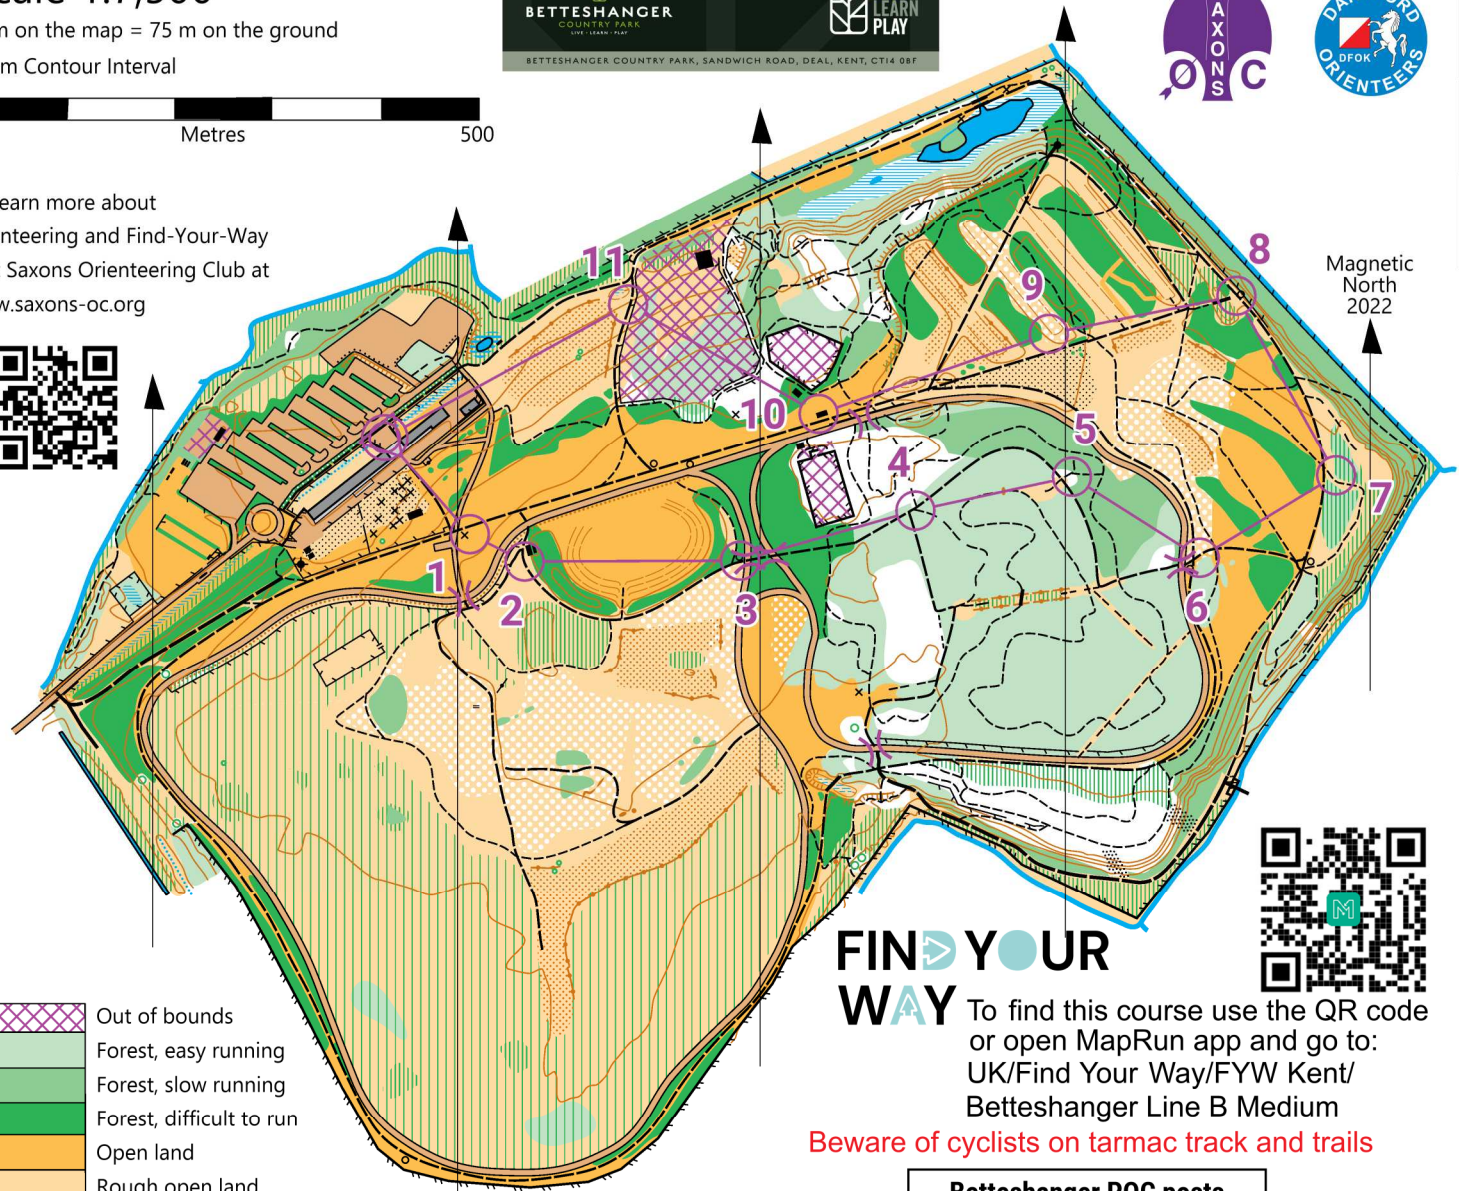 m on the map = 75 m on the ground
m Contour Interval
Metres
500
earn more about
nteering and Find-Your-Way
Saxons Orienteering Club at
w.saxons-oc.org
BETTESHANGER
COUNTRY PARK
LIVE · LEARN · PLAY
LEARN
PLAY
BETTESHANGER COUNTRY PARK, SANDWICH ROAD, DEAL, KENT, CT14 0BF
AXONS
O C
DFOK
ORIENTEERS
Magnetic
North
2022
11
8
9
10
5
4
7
1
2
3
6
Out of bounds
Forest, easy running
Forest, slow running
Forest, difficult to run
Open land
Rough open land
FIND YOUR
WAY
To find this course use the QR code
or open MapRun app and go to:
UK/Find Your Way/FYW Kent/
Betteshanger Line B Medium
Beware of cyclists on tarmac track and trails
Betteshanger POC posts